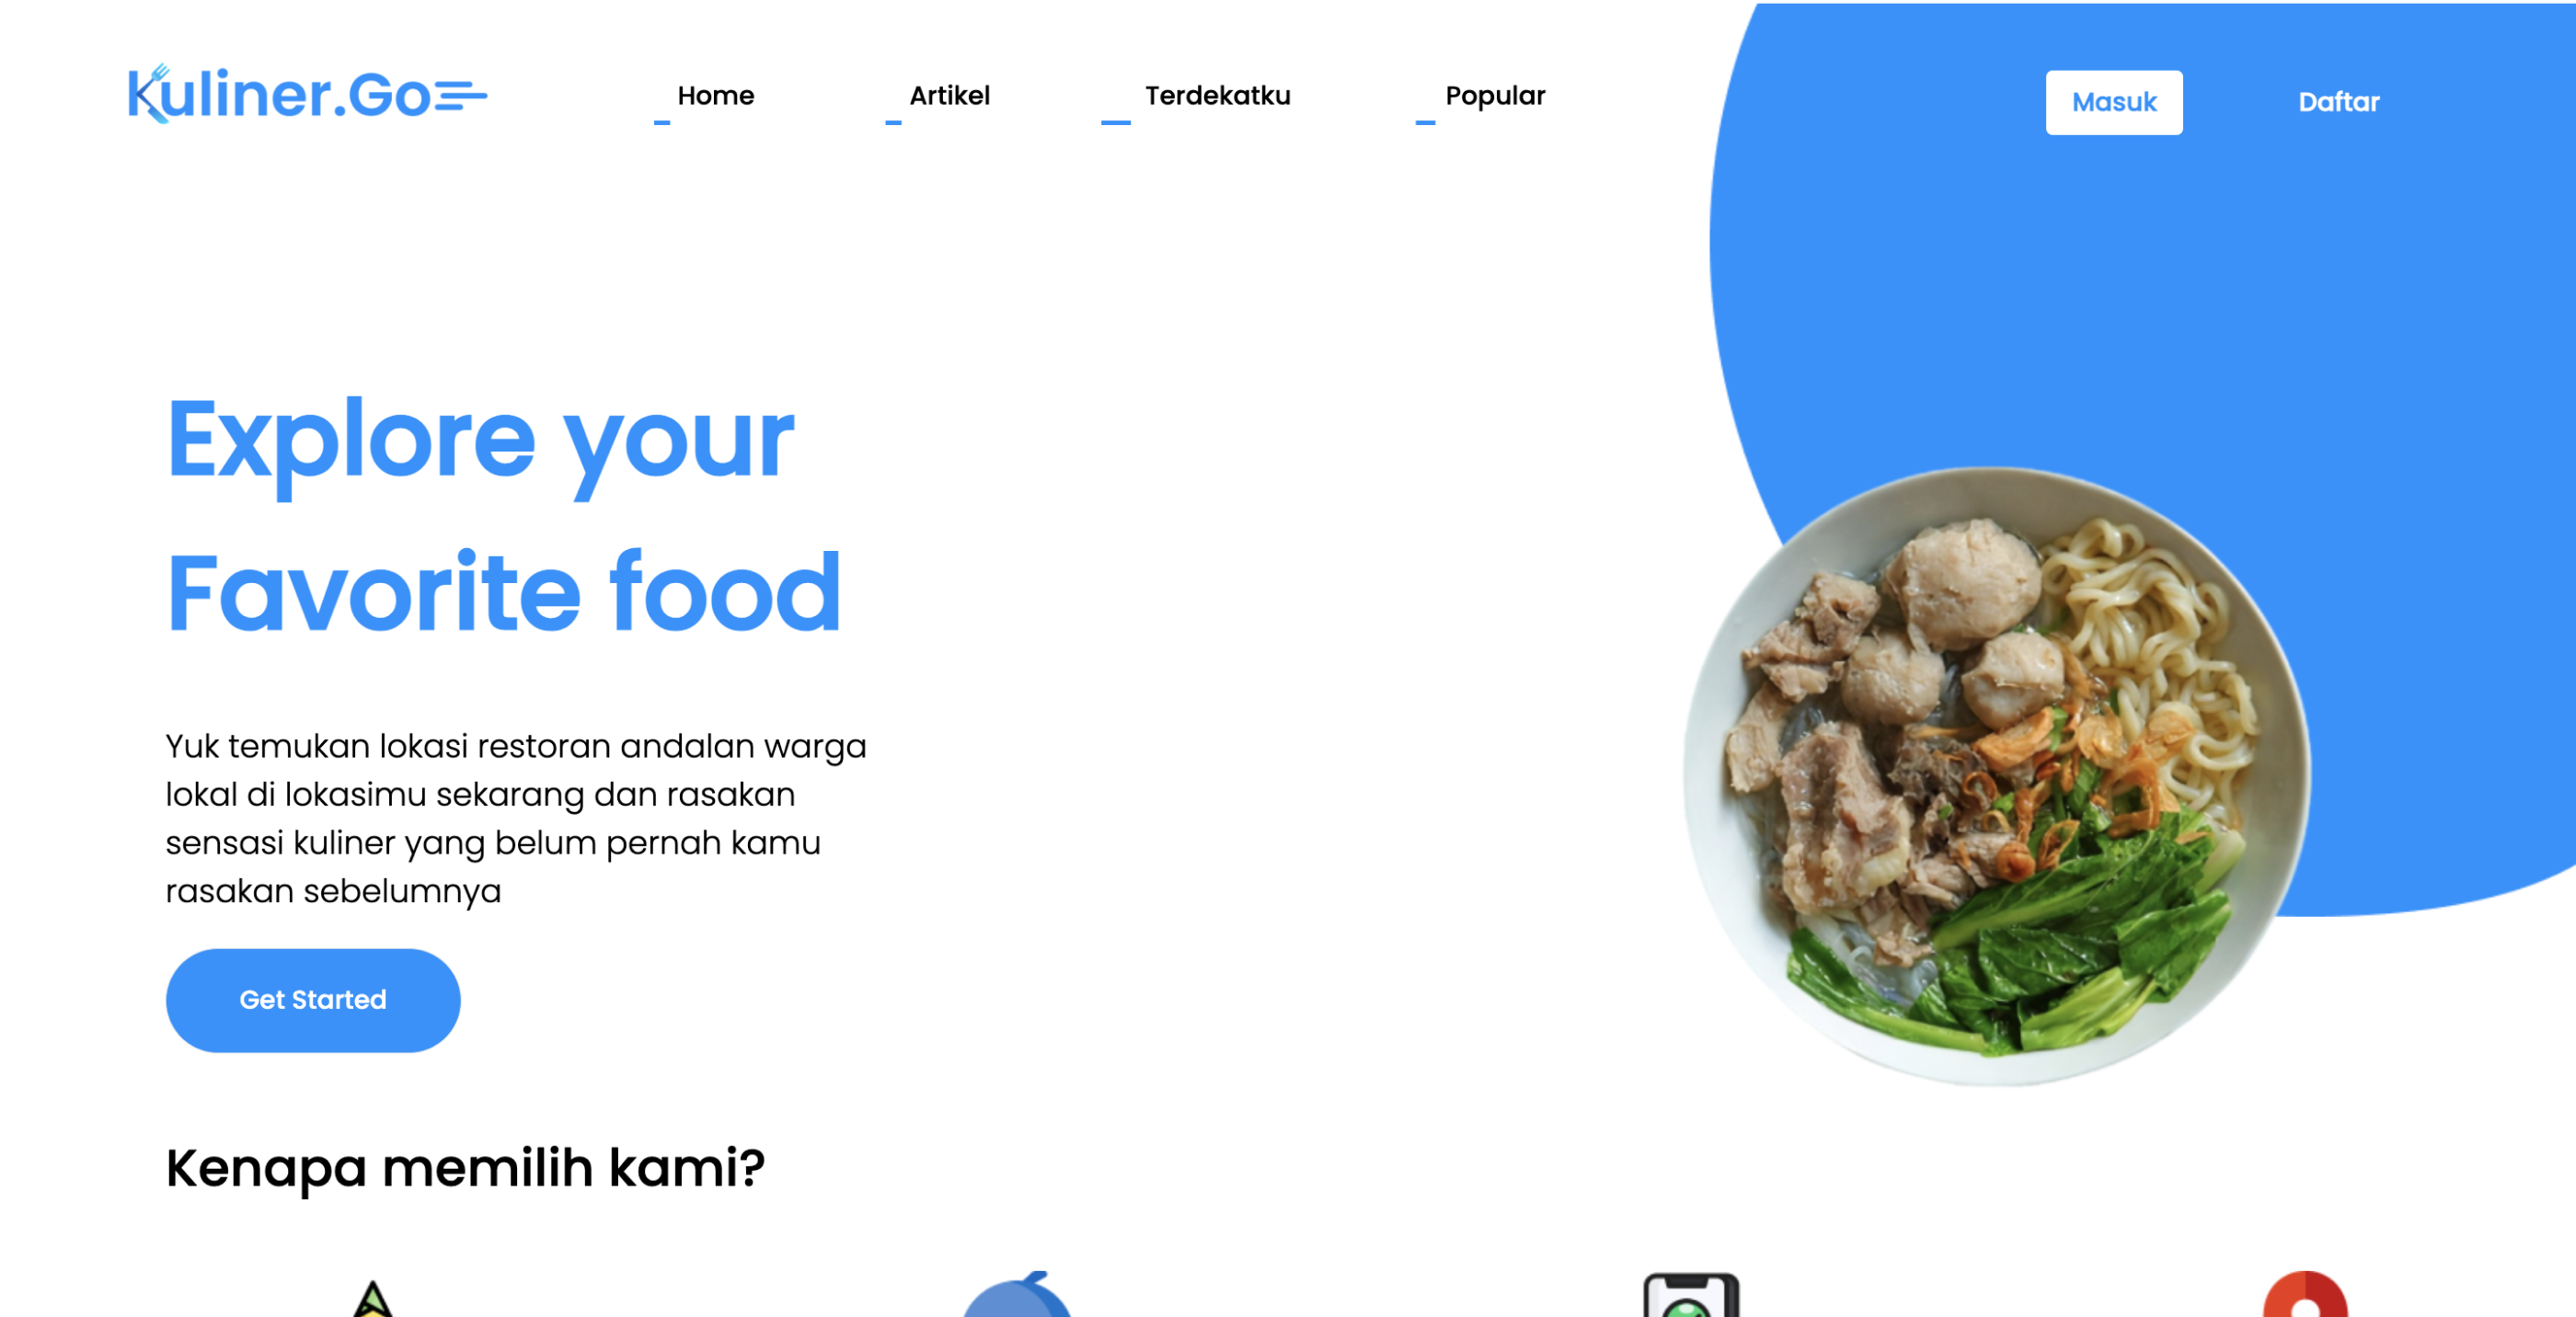 Kuliner.Go
Home Artikel Terdekatku Popular Masuk Daftar
Explore your
Favorite food
Yuk temukan lokasi restoran andalan warga
lokal di lokasimu sekarang dan rasakan
sensasi kuliner yang belum pernah kamu
rasakan sebelumnya
Get Started
Kenapa memilih kami?